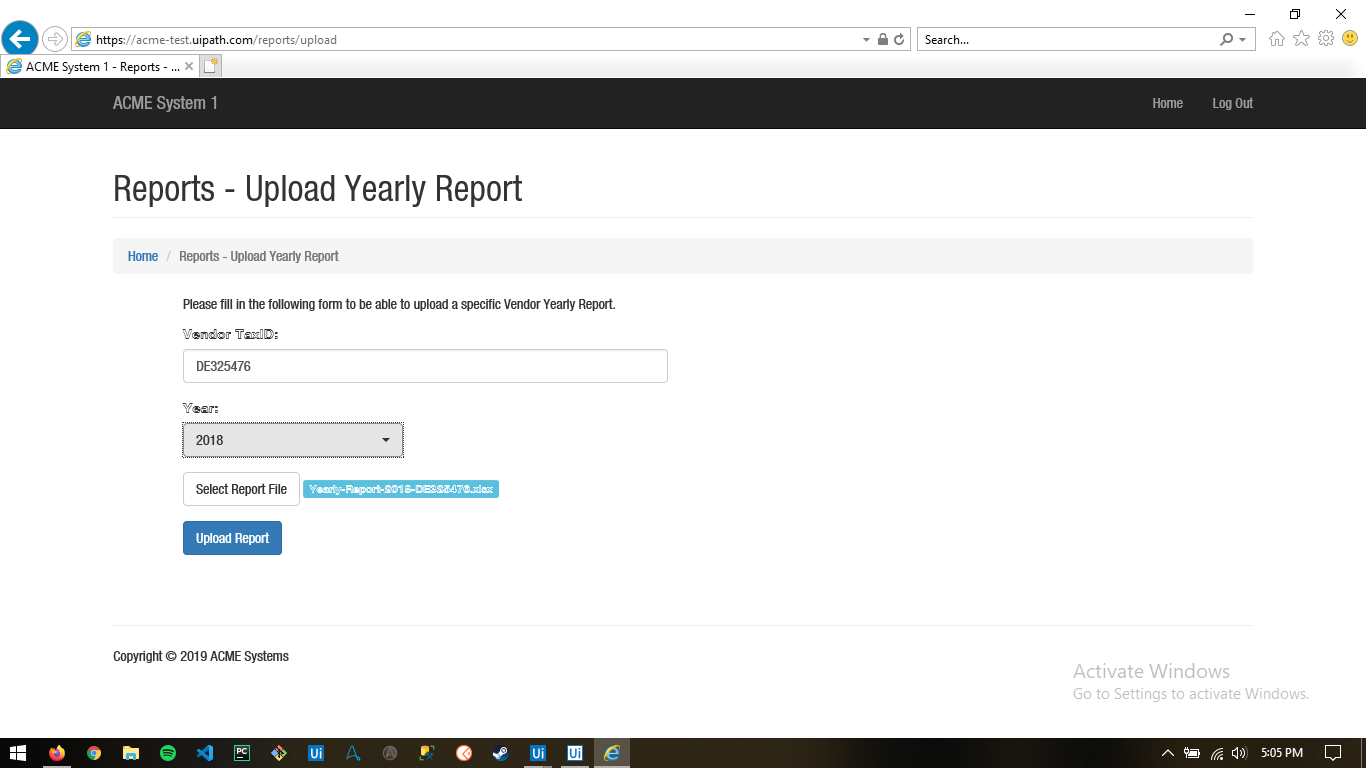 https://acme-test.uipath.com/reports/upload
Search...
ACME System 1 - Reports - ...
ACME System 1
Home
Log Out
Reports - Upload Yearly Report
Home / Reports - Upload Yearly Report
Please fill in the following form to be able to upload a specific Vendor Yearly Report.
Vendor TaxID:
DE325476
Year:
2018
Select Report File
Yearly-Report-2018-DE325476.xlsx
Upload Report
Copyright © 2019 ACME Systems
Activate Windows
Go to Settings to activate Windows.
PC
Ui
Ui
Ui
5:05 PM